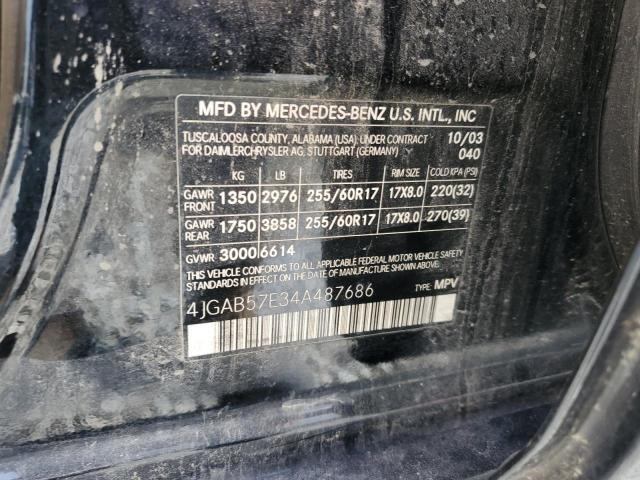 MFD BY MERCEDES-BENZ U.S. INTL., INC
TUSCALOOSA COUNTY, ALABAMA (USA) UNDER CONTRACT 10/03
FOR DAIMLERCHRYSLER AG, STUTTGART (GERMANY) 040
KG LB TIRES RIM SIZE COLD KPA (PSI)
GAWR FRONT 1350 2976 255/60R17 17X8.0 220(32)
GAWR REAR 1750 3858 255/60R17 17X8.0 270(39)
GVWR 3000 6614
THIS VEHICLE CONFORMS TO ALL APPLICABLE FEDERAL MOTOR VEHICLE SAFETY
STANDARDS IN EFFECT ON THE DATE OF MANUFACTURE SHOWN ABOVE.
4JGAB57E34A487686 TYPE: MPV